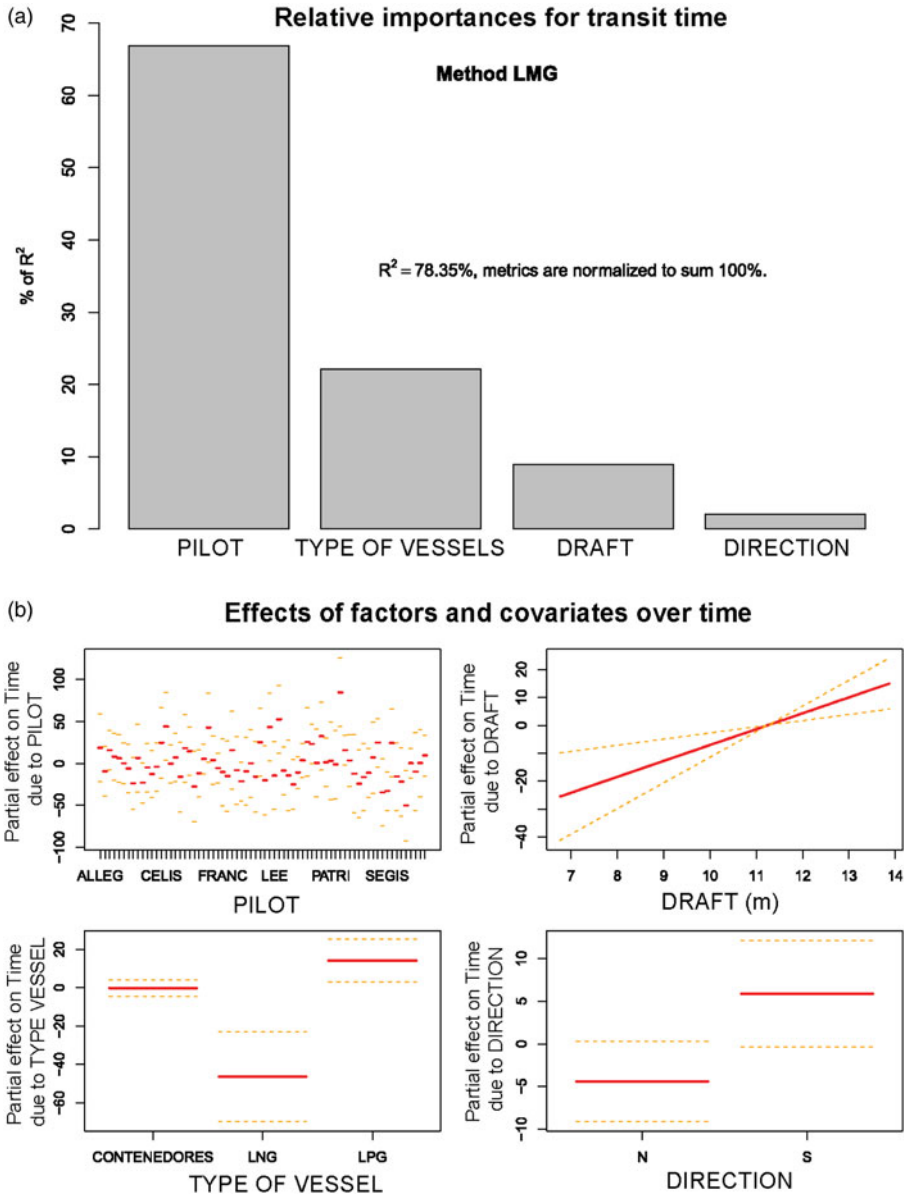 (a)
Relative importances for transit time
Method LMG
R² = 78.35%, metrics are normalized to sum 100%.
% of R²
70
60
50
40
30
20
10
0
PILOT TYPE OF VESSELS DRAFT DIRECTION
(b)
Effects of factors and covariates over time
Partial effect on Time
due to PILOT
100
50
0
−50
−100
ALLEG CELIS FRANC LEE PATRI SEGIS
PILOT
Partial effect on Time
due to DRAFT
20
10
0
−20
−40
7 8 9 10 11 12 13 14
DRAFT (m)
Partial effect on Time
due to TYPE VESSEL
20
0
−20
−60
CONTENEDORES LNG LPG
TYPE OF VESSEL
Partial effect on Time
due to DIRECTION
10
5
0
−5
−10
N S
DIRECTION